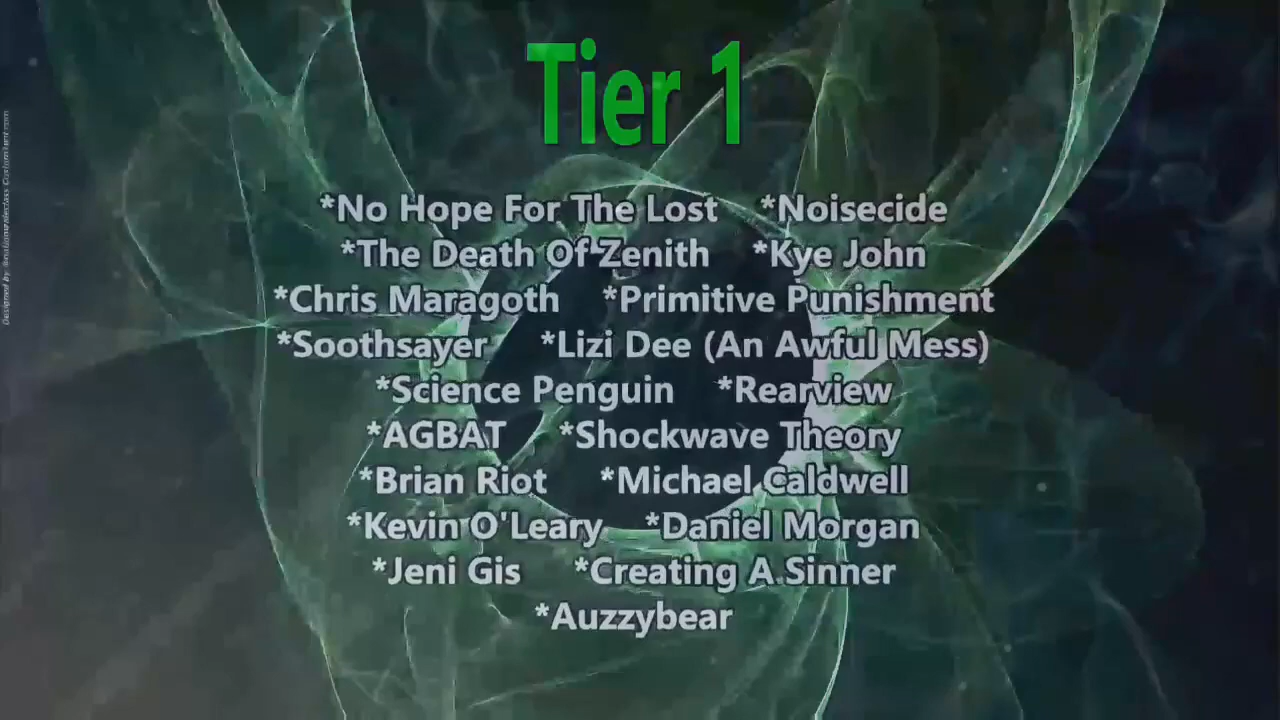 Tier 1
*No Hope For The Lost *Noisecide
*The Death Of Zenith *Kye John
*Chris Maragoth *Primitive Punishment
*Soothsayer *Lizi Dee (An Awful Mess)
*Science Penguin *Rearview
*AGBAT *Shockwave Theory
*Brian Riot *Michael Caldwell
*Kevin O'Leary *Daniel Morgan
*Jeni Gis *Creating A Sinner
*Auzzybear